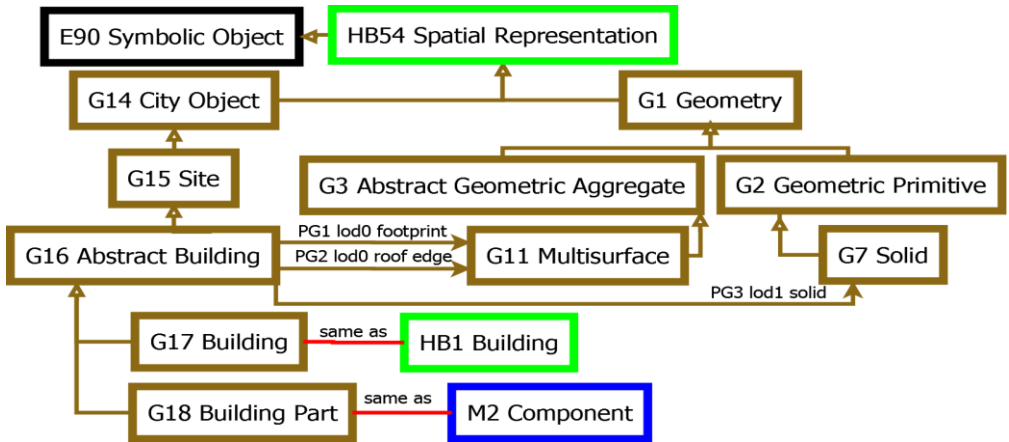 E90 Symbolic Object
HB54 Spatial Representation
G14 City Object
G1 Geometry
G15 Site
G3 Abstract Geometric Aggregate
G2 Geometric Primitive
G16 Abstract Building
PG1 lod0 footprint
PG2 lod0 roof edge
G11 Multisurface
G7 Solid
PG3 lod1 solid
G17 Building
same as
HB1 Building
G18 Building Part
same as
M2 Component